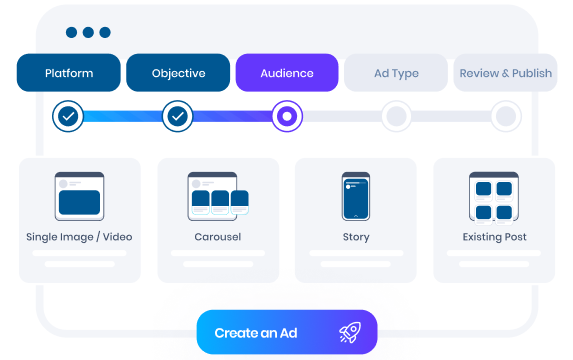 Platform
Objective
Audience
Ad Type
Review & Publish
Single Image / Video
Carousel
Story
Existing Post
Create an Ad